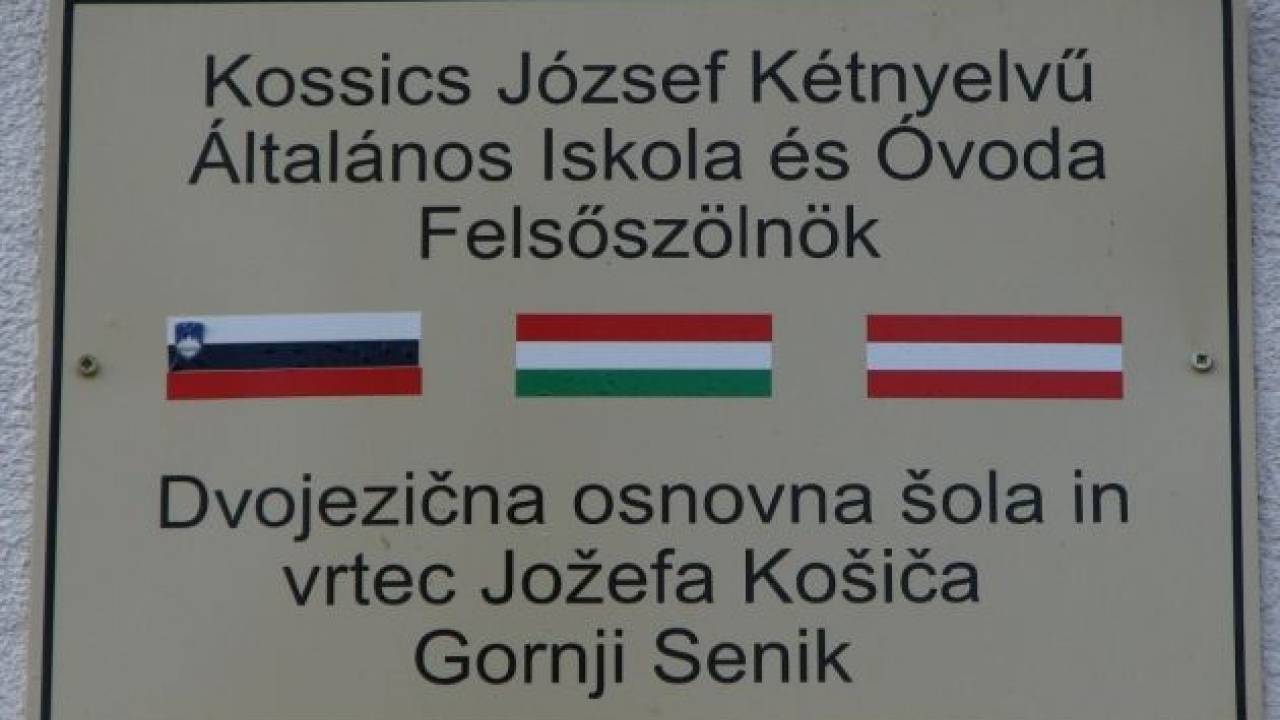 Kossics József Kétnyelvű
Általános Iskola és Óvoda
Felsőszölnök
Dvojezična osnovna šola in
vrtec Jožefa Košiča
Gornji Senik